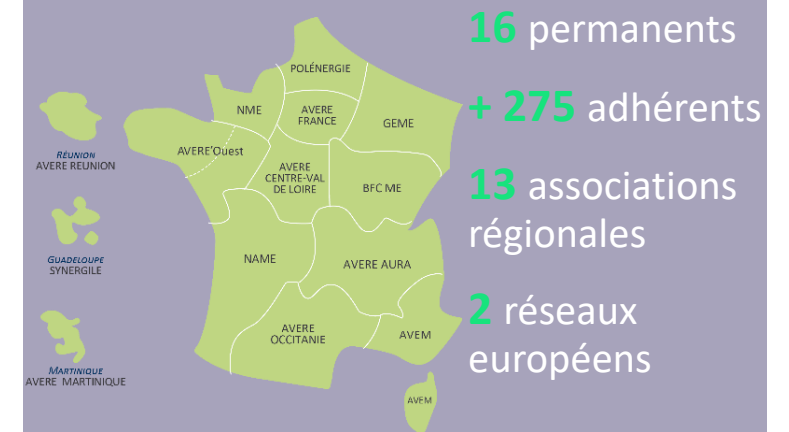 16 permanents
+ 275 adhérents
13 associations
régionales
2 réseaux
européens
POLÉNERGIE
NME
AVERE
FRANCE
GEME
AVERE'Ouest
AVERE
CENTRE-VAL
DE LOIRE
BFC ME
NAME
AVERE AURA
AVERE
OCCITANIE
AVEM
AVEM
RÉUNION
AVERE REUNION
GUADELOUPE
SYNERGILE
MARTINIQUE
AVERE MARTINIQUE